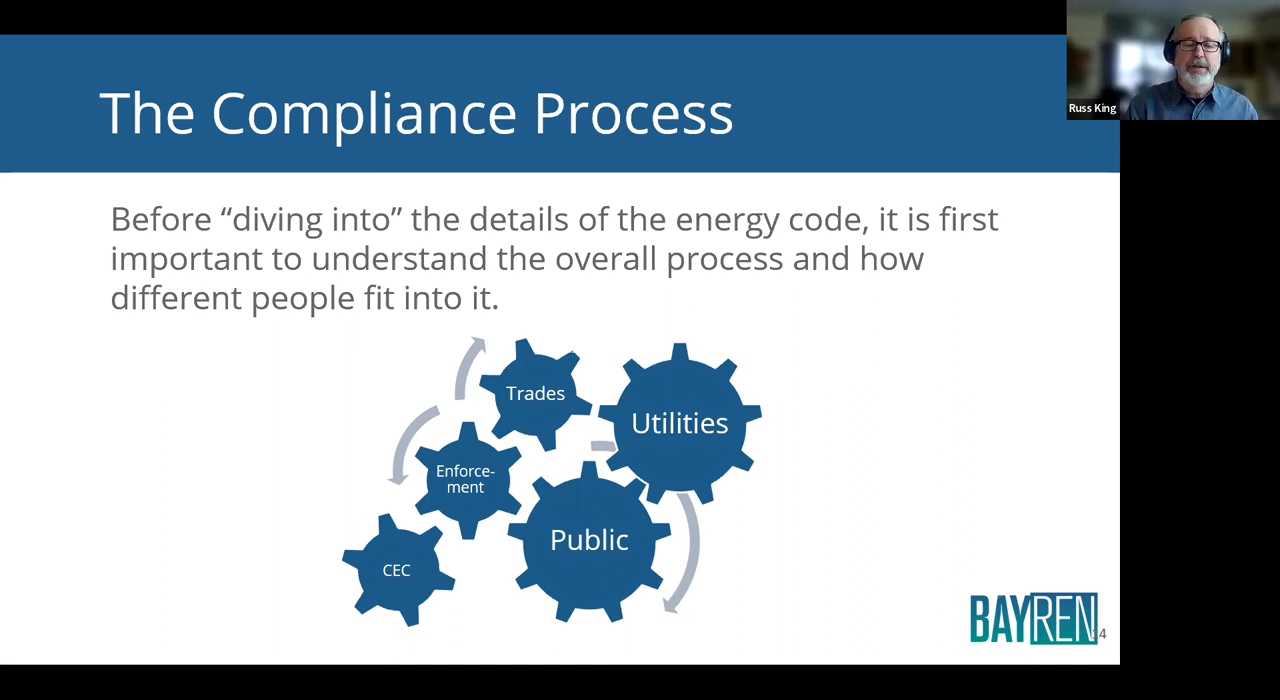 The Compliance Process
Russ King
Before “diving into” the details of the energy code, it is first
important to understand the overall process and how
different people fit into it.
Trades
Utilities
Enforce-
ment
Public
CEC
BAYREN
14